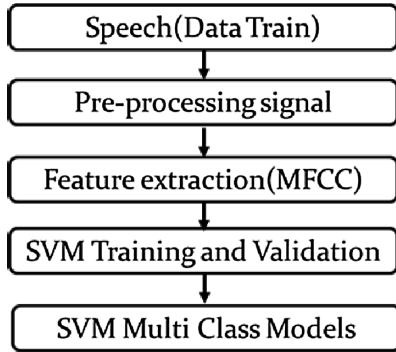 Speech(Data Train)
Pre-processing signal
Feature extraction(MFCC)
SVM Training and Validation
SVM Multi Class Models